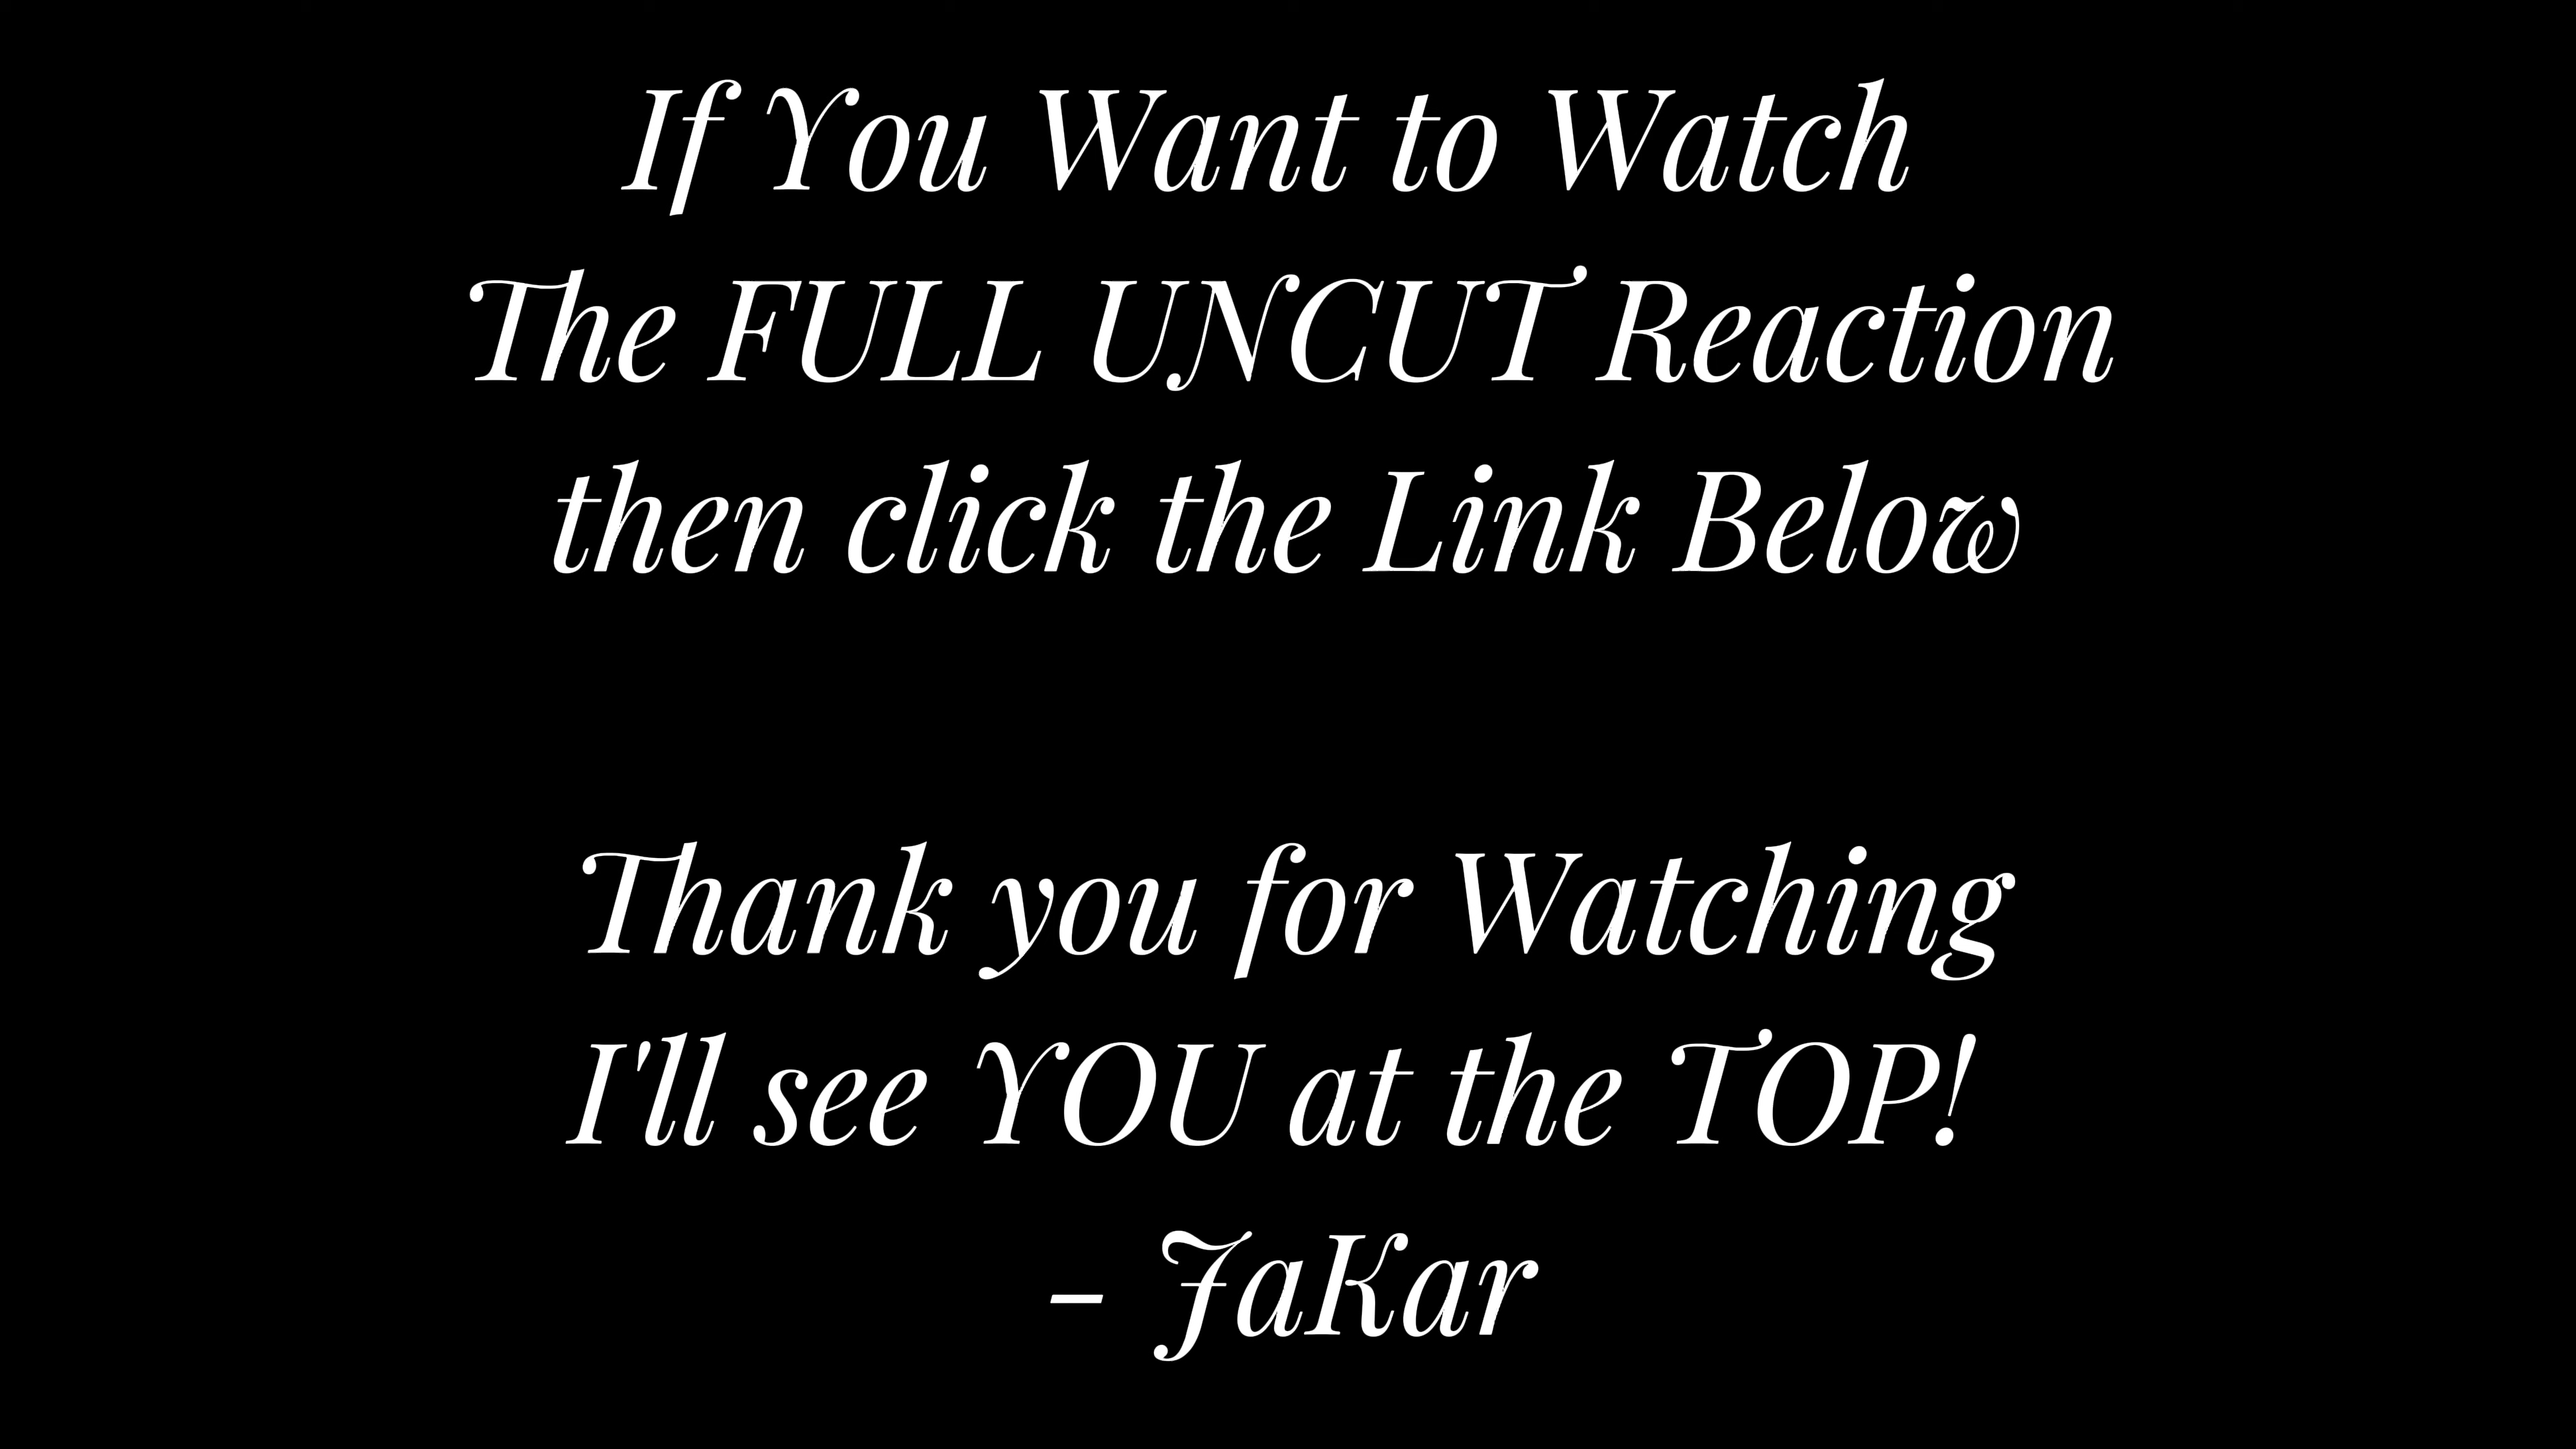 If You Want to Watch
The FULL UNCUT Reaction
then click the Link Below
Thank you for Watching
I'll see YOU at the TOP!
- JaKar